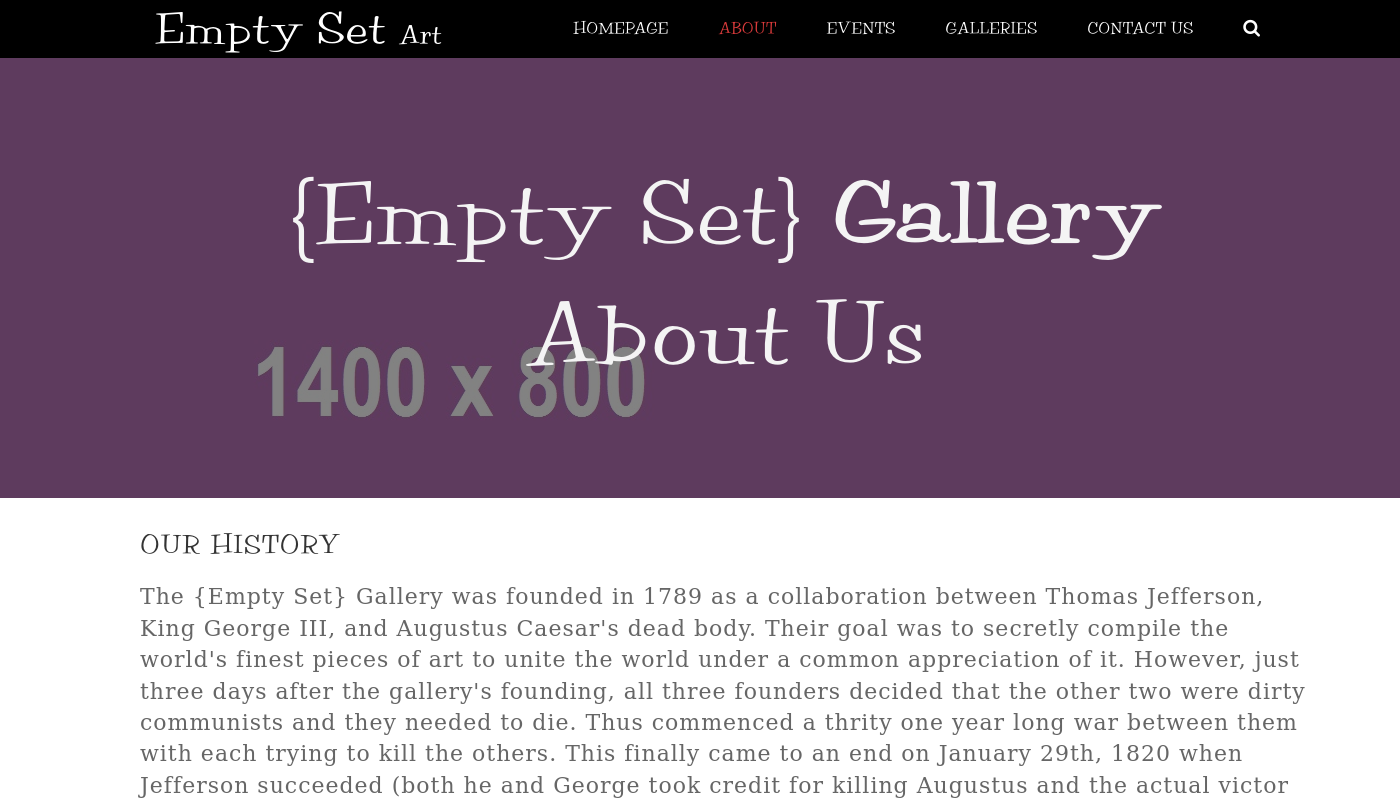 Empty Set Art
HOMEPAGE ABOUT EVENTS GALLERIES CONTACT US
{Empty Set} Gallery
About Us
1400 x 800
OUR HISTORY
The {Empty Set} Gallery was founded in 1789 as a collaboration between Thomas Jefferson,
King George III, and Augustus Caesar's dead body. Their goal was to secretly compile the
world's finest pieces of art to unite the world under a common appreciation of it. However, just
three days after the gallery's founding, all three founders decided that the other two were dirty
communists and they needed to die. Thus commenced a thrity one year long war between them
with each trying to kill the others. This finally came to an end on January 29th, 1820 when
Jefferson succeeded (both he and George took credit for killing Augustus and the actual victor